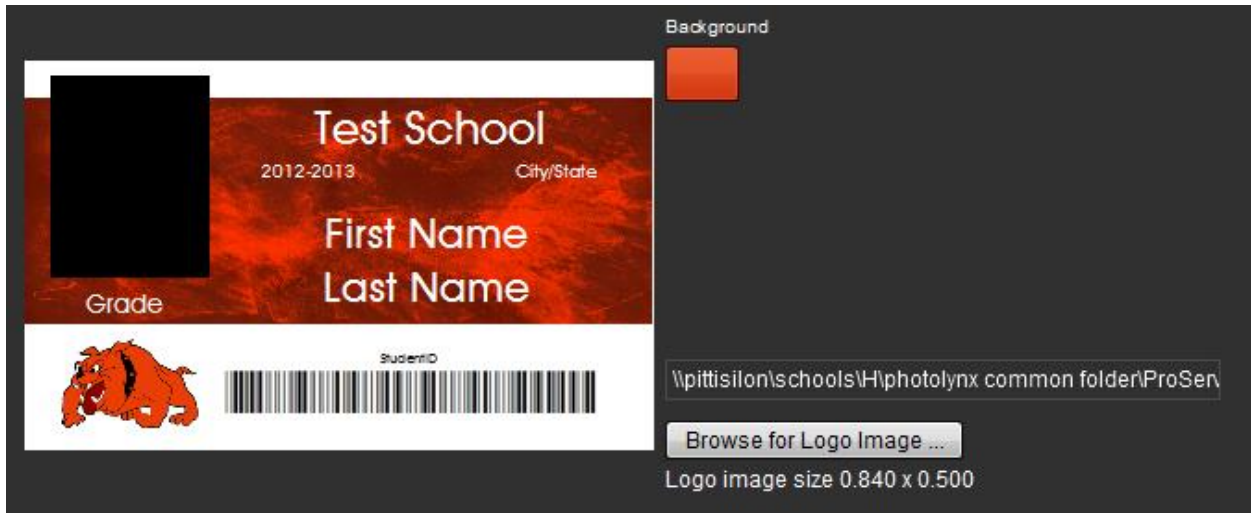 Background
Test School
2012-2013 City/State
First Name
Last Name
Grade
StudentID
\\pittisilon\schools\H\photolynx common folder\ProServ
Browse for Logo Image ...
Logo image size 0.840 x 0.500